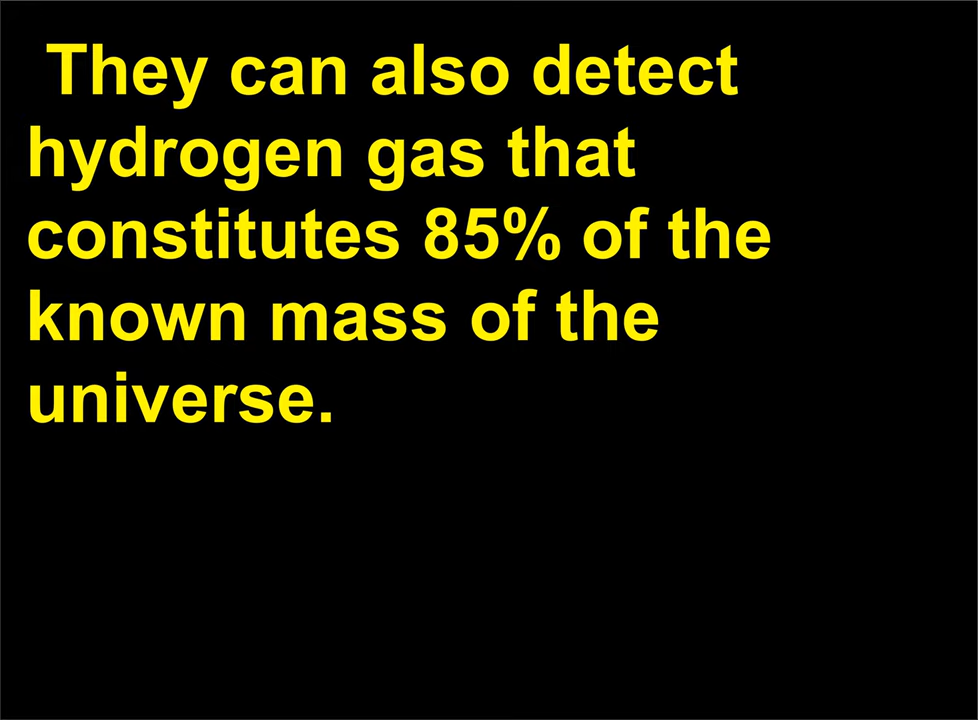 They can also detect
hydrogen gas that
constitutes 85% of the
known mass of the
universe.